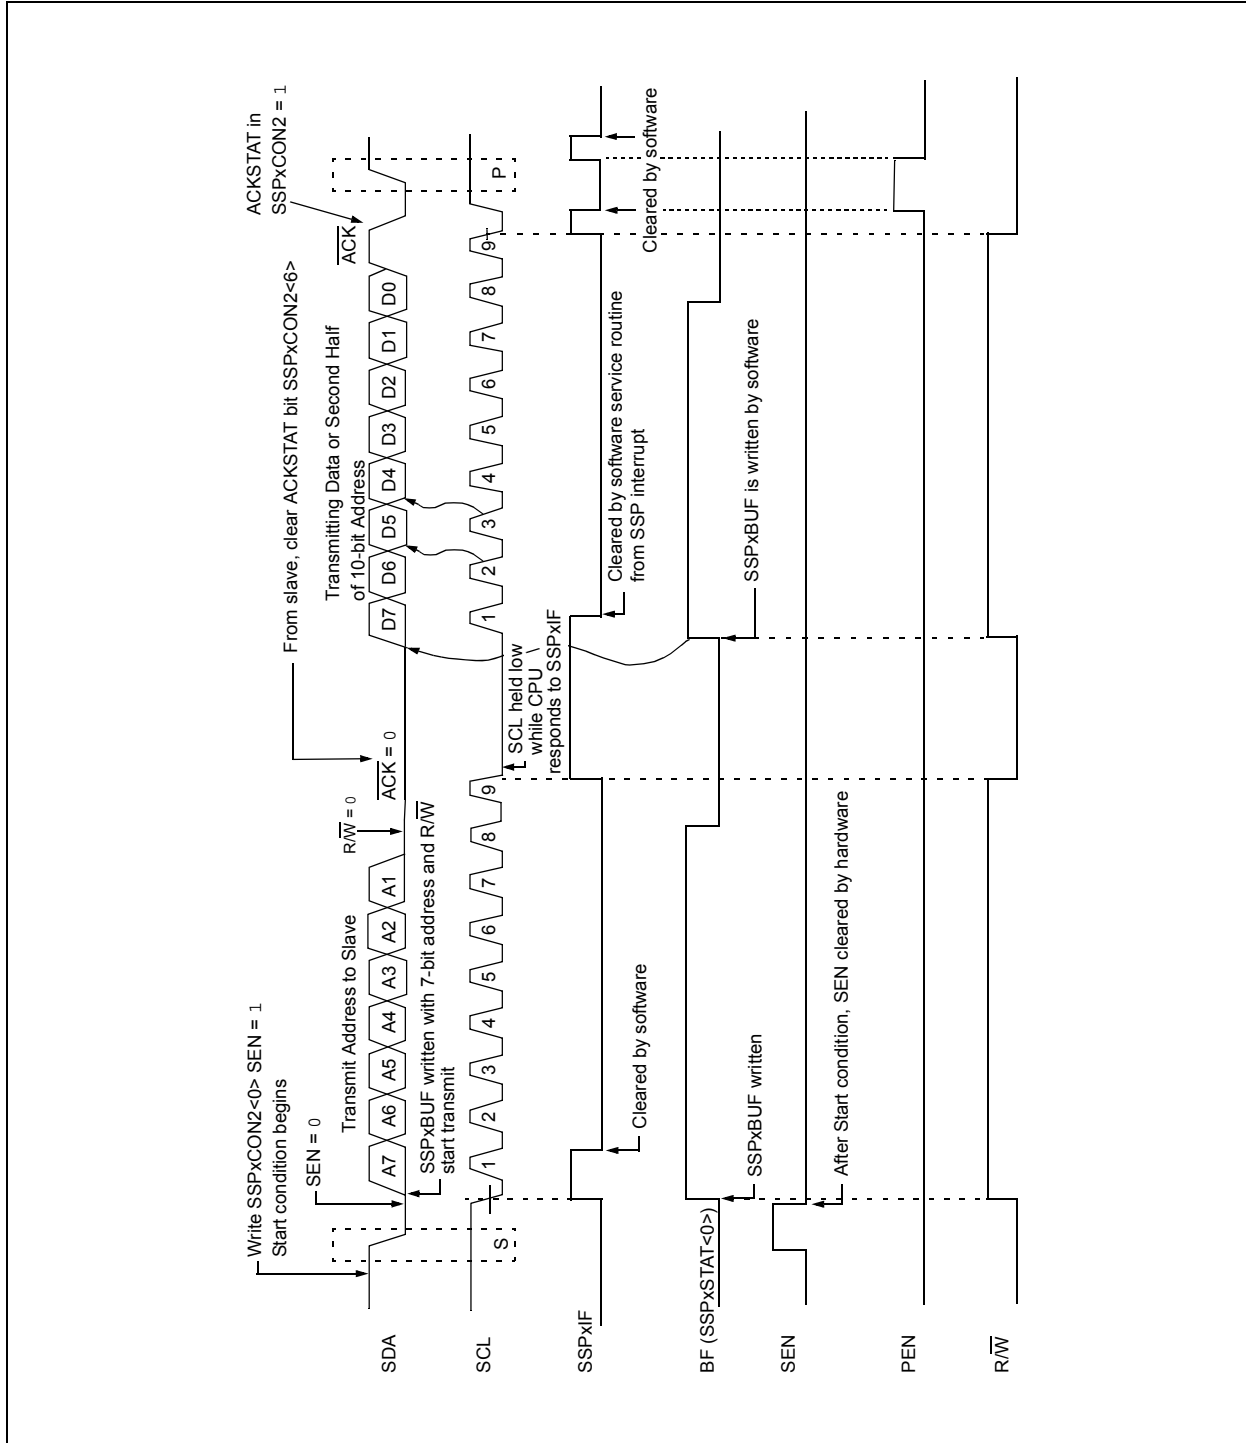 Write SSPxCON2<0> SEN = 1
Start condition begins
SEN = 0
Transmit Address to Slave
R/W = 0
From slave, clear ACKSTAT bit SSPxCON2<6>
ACK = 0
Transmitting Data or Second Half
of 10-bit Address
ACKSTAT in
SSPxCON2 = 1
ACK
SDA
A7 A6 A5 A4 A3 A2 A1
D7 D6 D5 D4 D3 D2 D1 D0
SSPxBUF written with 7-bit address and R/W
start transmit
SCL
S
1 2 3 4 5 6 7 8 9
1 2 3 4 5 6 7 8 9
P
SCL held low
while CPU
responds to SSPxIF
SSPxIF
Cleared by software
Cleared by software service routine
from SSP interrupt
Cleared by software
BF (SSPxSTAT<0>)
SSPxBUF written
SSPxBUF is written by software
SEN
After Start condition, SEN cleared by hardware
PEN
R/W